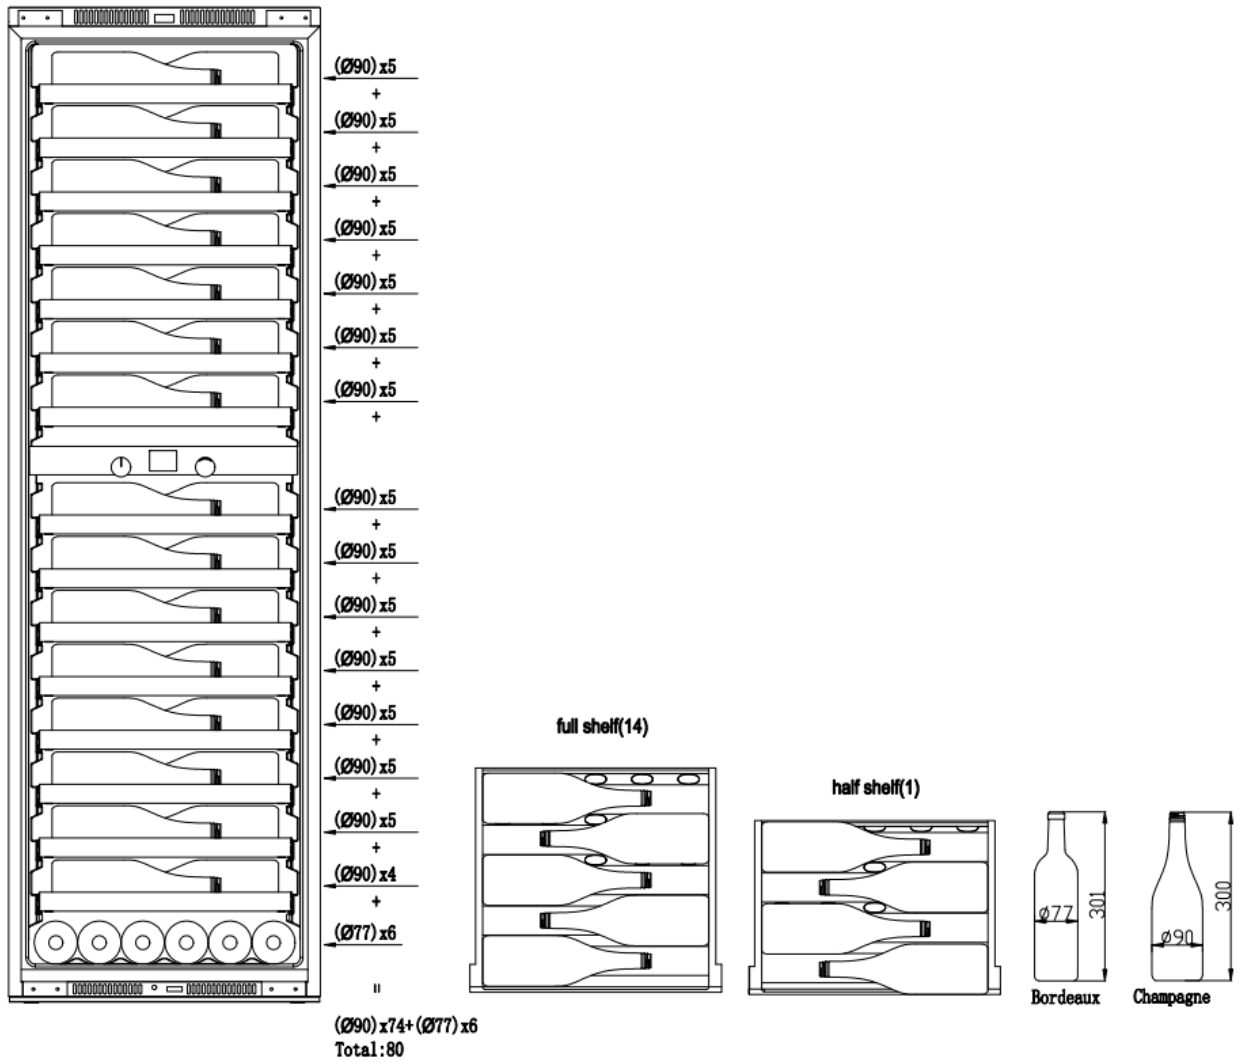 (Ø90)x5
+
(Ø90)x5
+
(Ø90)x5
+
(Ø90)x5
+
(Ø90)x5
+
(Ø90)x5
+
(Ø90)x5
+
(Ø90)x5
+
(Ø90)x5
+
(Ø90)x5
+
(Ø90)x5
+
(Ø90)x5
+
(Ø90)x5
+
(Ø90)x5
+
(Ø90)x4
+
(Ø77)x6
=
(Ø90)x74+(Ø77)x6
Total:80
full shelf(14)
half shelf(1)
Ø77
301
Bordeaux
Ø90
300
Champagne